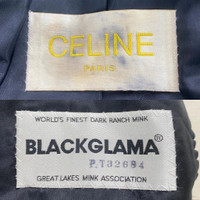 CELINE
PARIS
WORLD'S FINEST DARK RANCH MINK
BLACKGLAMA
P.T32694
GREAT LAKES MINK ASSOCIATION